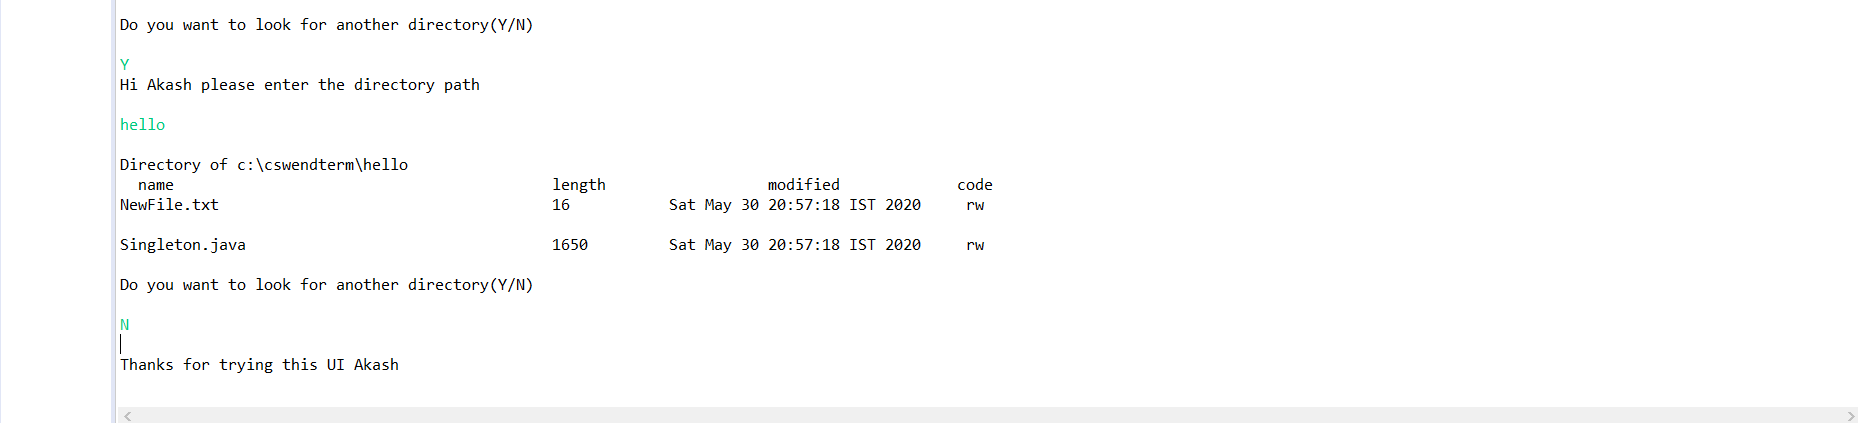 Do you want to look for another directory(Y/N)
Y
Hi Akash please enter the directory path
hello
Directory of c:\cswendterm\hello
name length modified code
NewFile.txt 16 Sat May 30 20:57:18 IST 2020 rw
Singleton.java 1650 Sat May 30 20:57:18 IST 2020 rw
Do you want to look for another directory(Y/N)
N
Thanks for trying this UI Akash